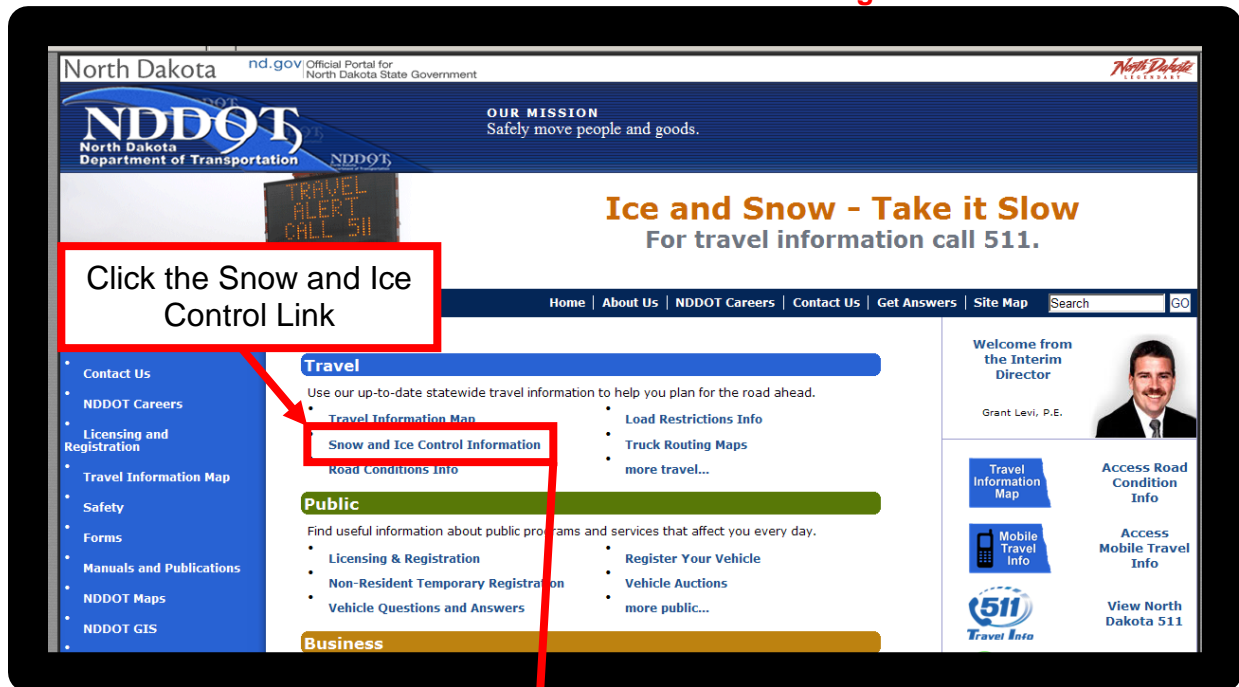 North Dakota nd.gov Official Portal for
North Dakota State Government
North Dakota
LEGENDARY
NDDOT
North Dakota
Department of Transportation
NDDOT
OUR MISSION
Safely move people and goods.
TRAVEL
ALERT
CALL 511
Ice and Snow - Take it Slow
For travel information call 511.
Click the Snow and Ice
Control Link
Home | About Us | NDDOT Careers | Contact Us | Get Answers | Site Map Search GO
Contact Us
NDDOT Careers
Licensing and
Registration
Travel Information Map
Safety
Forms
Manuals and Publications
NDDOT Maps
NDDOT GIS
Travel
Use our up-to-date statewide travel information to help you plan for the road ahead.
Travel Information Map
Snow and Ice Control Information
Road Conditions Info
Load Restrictions Info
Truck Routing Maps
more travel...
Public
Find useful information about public programs and services that affect you every day.
Licensing & Registration
Non-Resident Temporary Registration
Vehicle Questions and Answers
Register Your Vehicle
Vehicle Auctions
more public...
Business
Welcome from
the Interim
Director
Grant Levi, P.E.
Travel
Information
Map
Access Road
Condition
Info
Mobile
Travel
Info
Access
Mobile Travel
Info
511
Travel Info
View North
Dakota 511